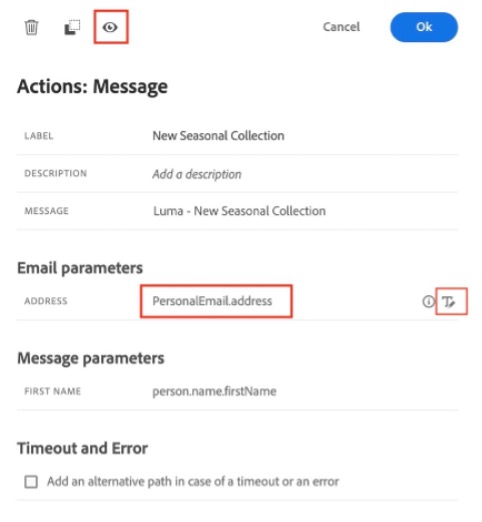 Cancel Ok
Actions: Message
LABEL New Seasonal Collection
DESCRIPTION Add a description
MESSAGE Luma - New Seasonal Collection
Email parameters
ADDRESS PersonalEmail.address
Message parameters
FIRST NAME person.name.firstName
Timeout and Error
Add an alternative path in case of a timeout or an error